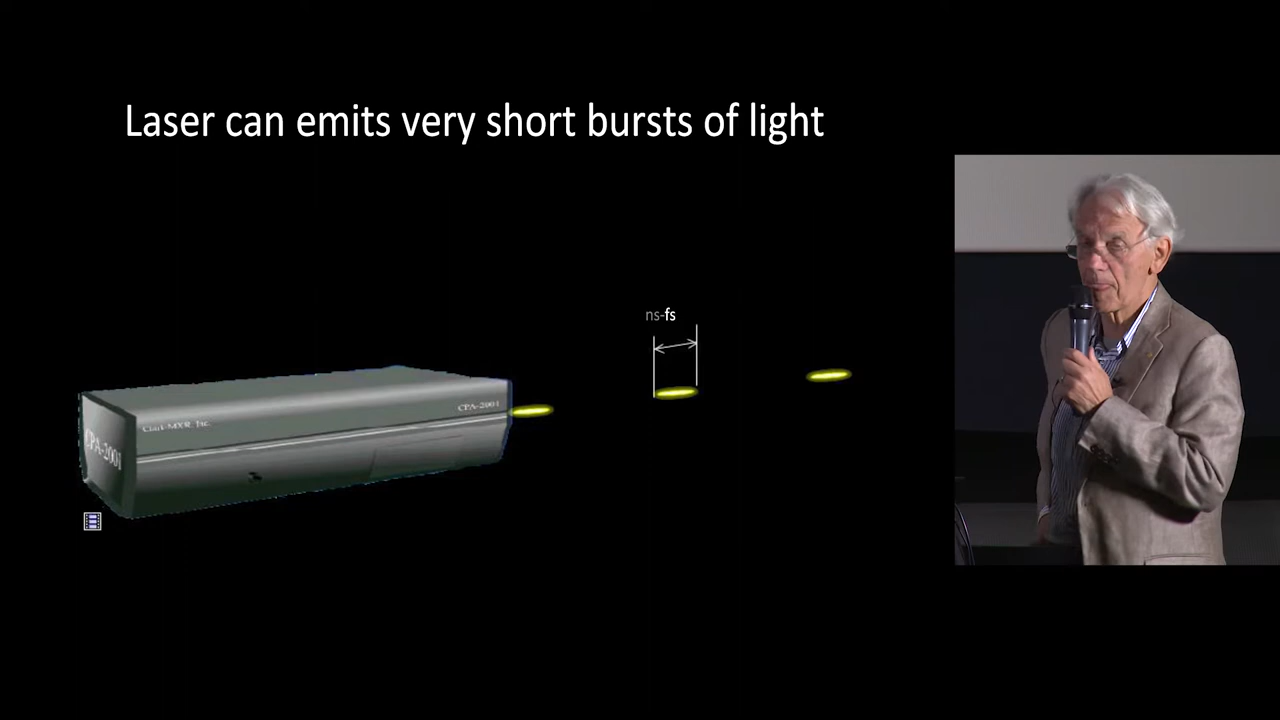 Laser can emits very short bursts of light
ns-fs
CPA-2001
Clark-MXR, Inc.
CPA-2001